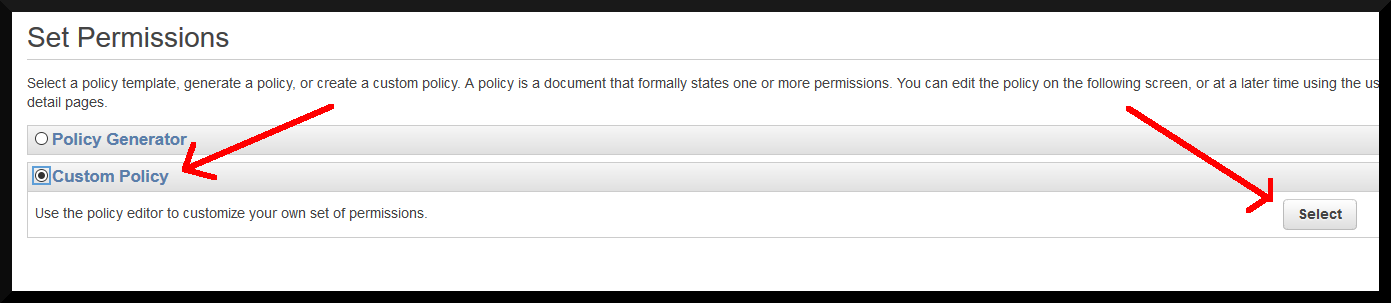 Set Permissions
Select a policy template, generate a policy, or create a custom policy. A policy is a document that formally states one or more permissions. You can edit the policy on the following screen, or at a later time using the us
detail pages.
Policy Generator
Custom Policy
Use the policy editor to customize your own set of permissions.
Select